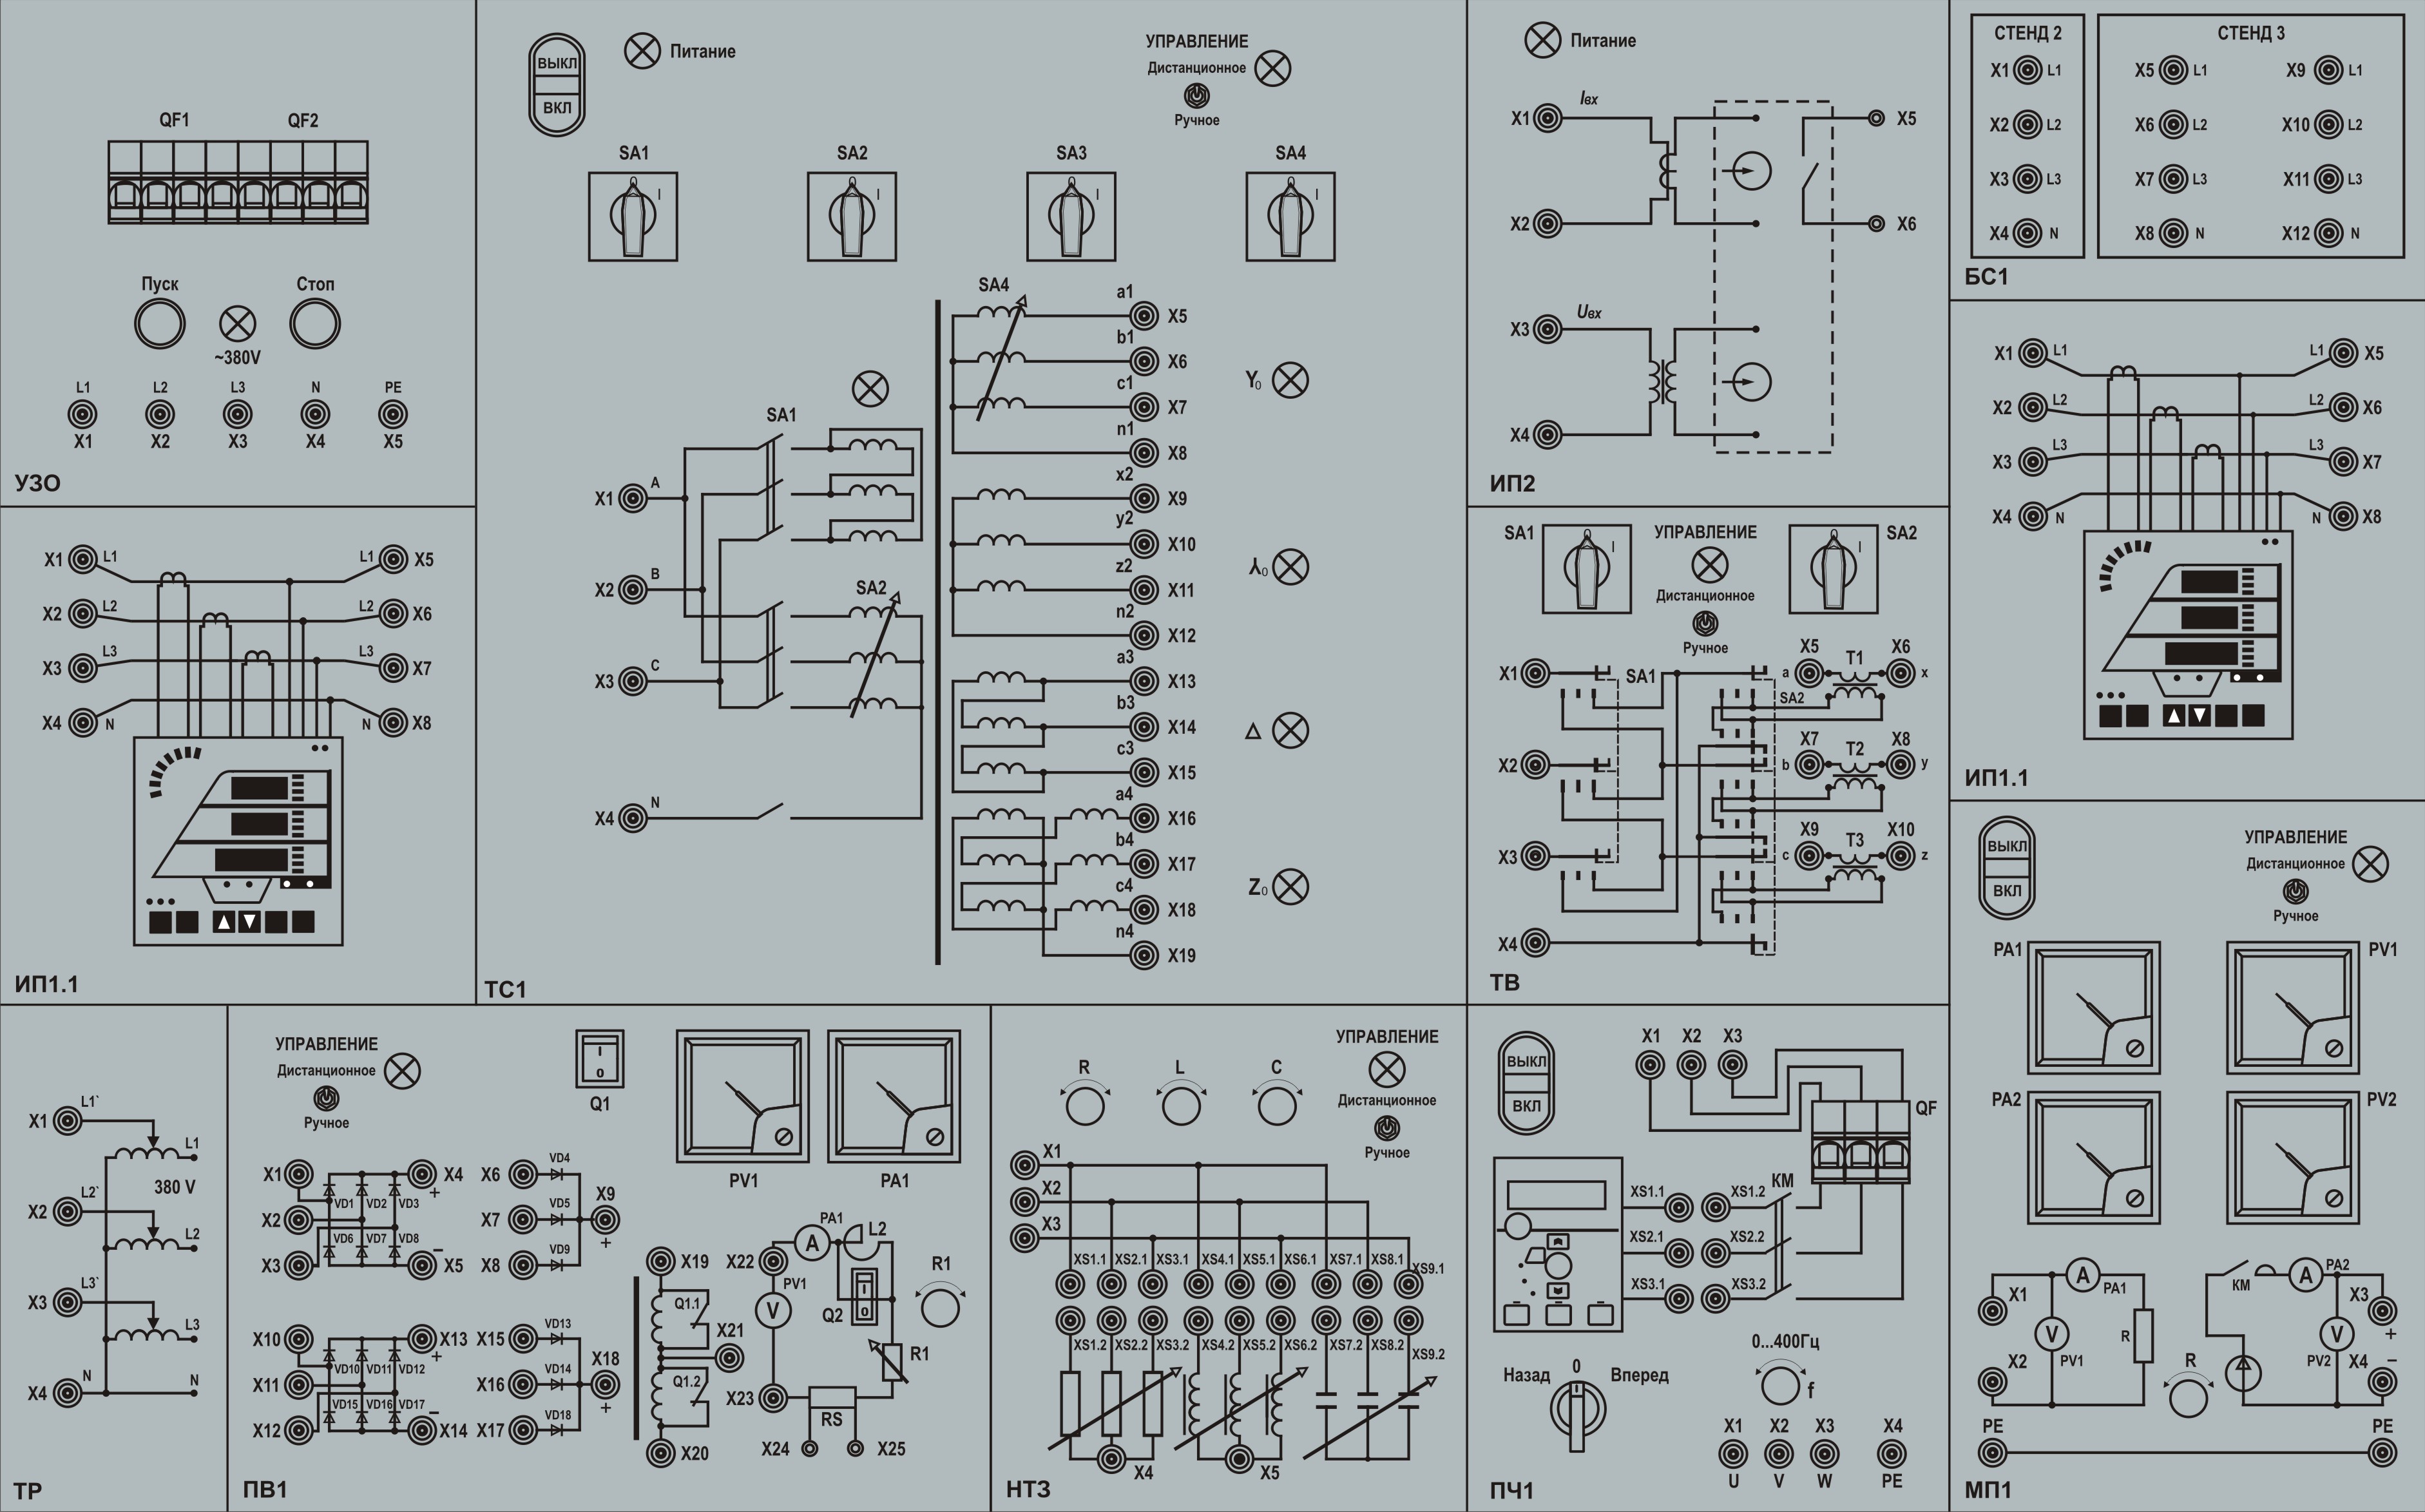 QF1 QF2
Пуск Стоп
~380V
L1 L2 L3 N PE
X1 X2 X3 X4 X5
УЗО
X1 L1 L1 X5
X2 L2 L2 X6
X3 L3 L3 X7
X4 N N X8
ИП1.1
ВЫКЛ
ВКЛ
Питание
УПРАВЛЕНИЕ
Дистанционное
Ручное
SA1 SA2 SA3 SA4
I I I I
SA4
a1
X5
b1
X6
c1
X7
n1
X8
x2
X9
y2
X10
z2
X11
n2
X12
a3
X13
b3
X14
c3
X15
a4
X16
b4
X17
c4
X18
n4
X19
Y0
⅄0
Δ
Z0
SA1
SA2
X1 A
X2 B
X3 C
X4 N
ТС1
Питание
Iвх
X1 X5
X2 X6
Uвх
X3
X4
ИП2
SA1 I
УПРАВЛЕНИЕ
Дистанционное
Ручное
I SA2
X1 SA1
X2
X3
X4
SA2
X5 T1 X6
a x
X7 T2 X8
b y
X9 T3 X10
c z
ТВ
СТЕНД 2
X1 L1
X2 L2
X3 L3
X4 N
СТЕНД 3
X5 L1 X9 L1
X6 L2 X10 L2
X7 L3 X11 L3
X8 N X12 N
БС1
X1 L1 L1 X5
X2 L2 L2 X6
X3 L3 L3 X7
X4 N N X8
ИП1.1
ВЫКЛ
ВКЛ
УПРАВЛЕНИЕ
Дистанционное
Ручное
PA1 PV1
PA2 PV2
X1 PA1 КМ PA2 X3
V R V +
X2 PV1 A R A PV2 X4 −
PE PE
МП1
X1 L1`
L1
380 V
X2 L2`
L2
X3 L3`
L3
X4 N N
ТР
УПРАВЛЕНИЕ
Дистанционное
Ручное
I
0
Q1
PV1 PA1
X1 X4 +
VD1 VD2 VD3
X2
VD6 VD7 VD8
X3 − X5
X6 VD4
X7 VD5 X9 +
X8 VD9
X10 X13 +
VD10 VD11 VD12
X11
VD15 VD16 VD17
X12 − X14
X15 VD13
X16 VD14 X18 +
X17 VD18
X19
Q1.1
X21
Q1.2
X20
PA1
X22 A L2
PV1
V
Q2 I 0
R1
R1
X23 RS
X24 X25
ПВ1
R L C
УПРАВЛЕНИЕ
Дистанционное
Ручное
X1
X2
X3
XS1.1 XS2.1 XS3.1 XS4.1 XS5.1 XS6.1 XS7.1 XS8.1 XS9.1
XS1.2 XS2.2 XS3.2 XS4.2 XS5.2 XS6.2 XS7.2 XS8.2 XS9.2
X4 X5
НТЗ
ВЫКЛ
ВКЛ
X1 X2 X3
QF
XS1.1 XS1.2 КМ
XS2.1 XS2.2
XS3.1 XS3.2
0...400Гц
f
Назад 0 Вперед
I
X1 X2 X3 X4
U V W PE
ПЧ1